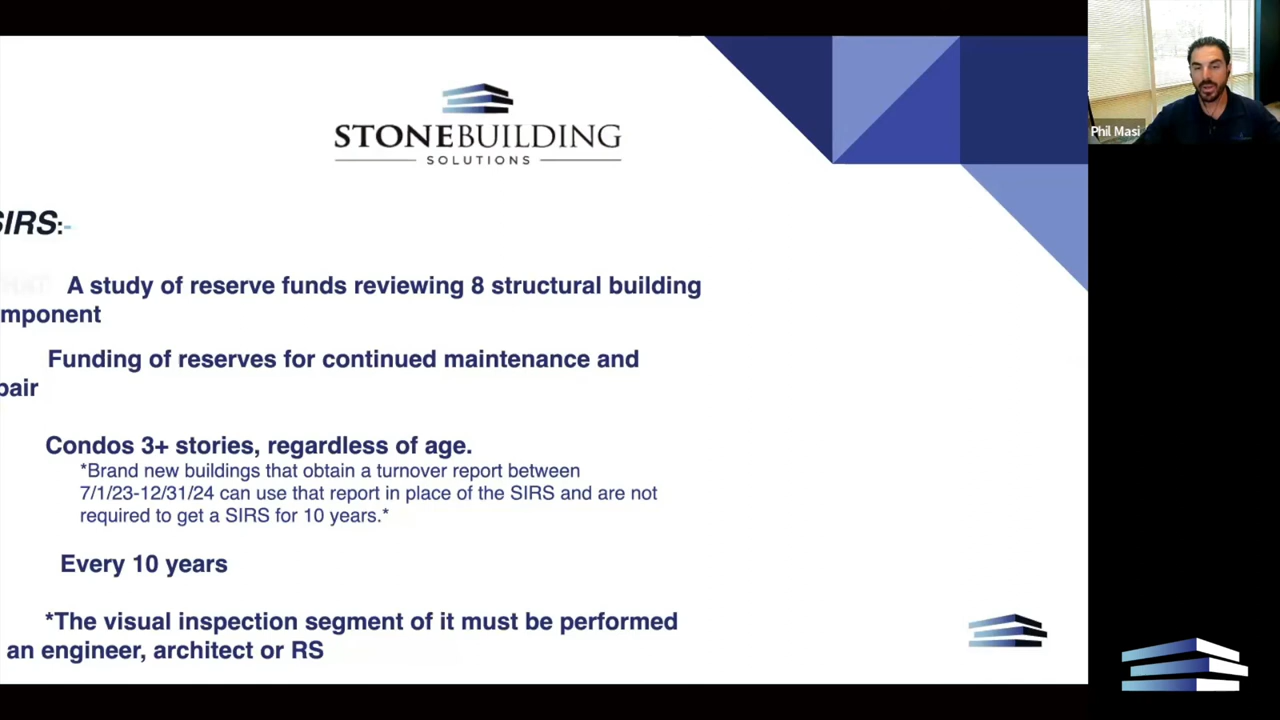 STONEBUILDING
SOLUTIONS
SIRS:-
A study of reserve funds reviewing 8 structural building
mponent
Funding of reserves for continued maintenance and
pair
Condos 3+ stories, regardless of age.
*Brand new buildings that obtain a turnover report between
7/1/23-12/31/24 can use that report in place of the SIRS and are not
required to get a SIRS for 10 years.*
Every 10 years
*The visual inspection segment of it must be performed
an engineer, architect or RS
Phil Masi